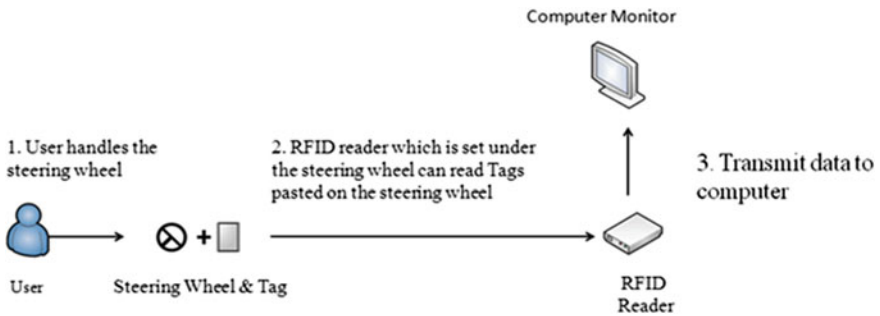 Computer Monitor
1. User handles the
steering wheel
2. RFID reader which is set under
the steering wheel can read Tags
pasted on the steering wheel
3. Transmit data to
computer
User
Steering Wheel & Tag
RFID
Reader